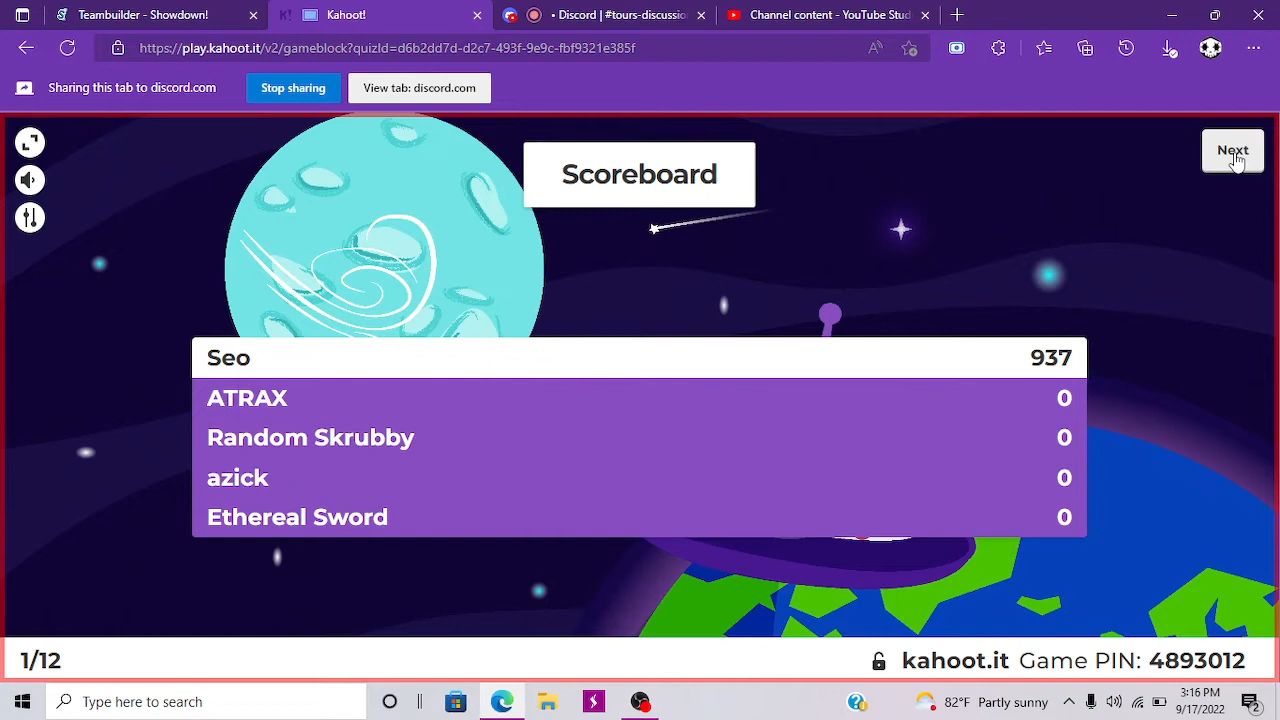 Teambuilder - Showdown!
Kahoot!
• Discord | #tours-discussion
Channel content - YouTube Stud
https://play.kahoot.it/v2/gameblock?quizId=d6b2dd7d-d2c7-493f-9e9c-fbf9321e385f
Sharing this tab to discord.com
Stop sharing
View tab: discord.com
Scoreboard
Next
Seo 937
ATRAX 0
Random Skrubby 0
azick 0
Ethereal Sword 0
1/12
kahoot.it Game PIN: 4893012
Type here to search
82°F Partly sunny
3:16 PM
9/17/2022
2